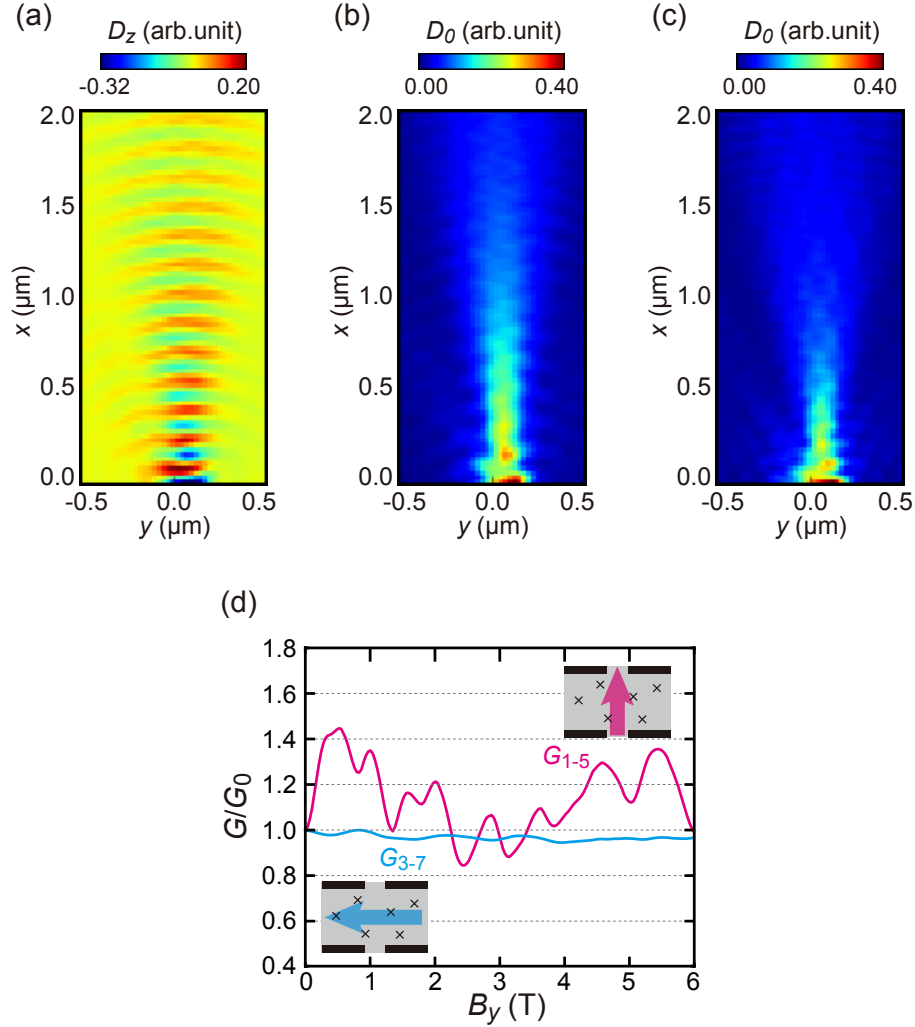 (a)
(b)
(c)
D_z (arb.unit)
D_0 (arb.unit)
D_0 (arb.unit)
-0.32 0.20
0.00 0.40
0.00 0.40
2.0
1.5
1.0
0.5
0.0
x (μm)
-0.5 0.0 0.5
y (μm)
2.0
1.5
1.0
0.5
0.0
x (μm)
-0.5 0.0 0.5
y (μm)
2.0
1.5
1.0
0.5
0.0
x (μm)
-0.5 0.0 0.5
y (μm)
(d)
1.8
1.6
1.4
1.2
1.0
0.8
0.6
0.4
G/G_0
G_1-5
G_3-7
0 1 2 3 4 5 6
B_y (T)